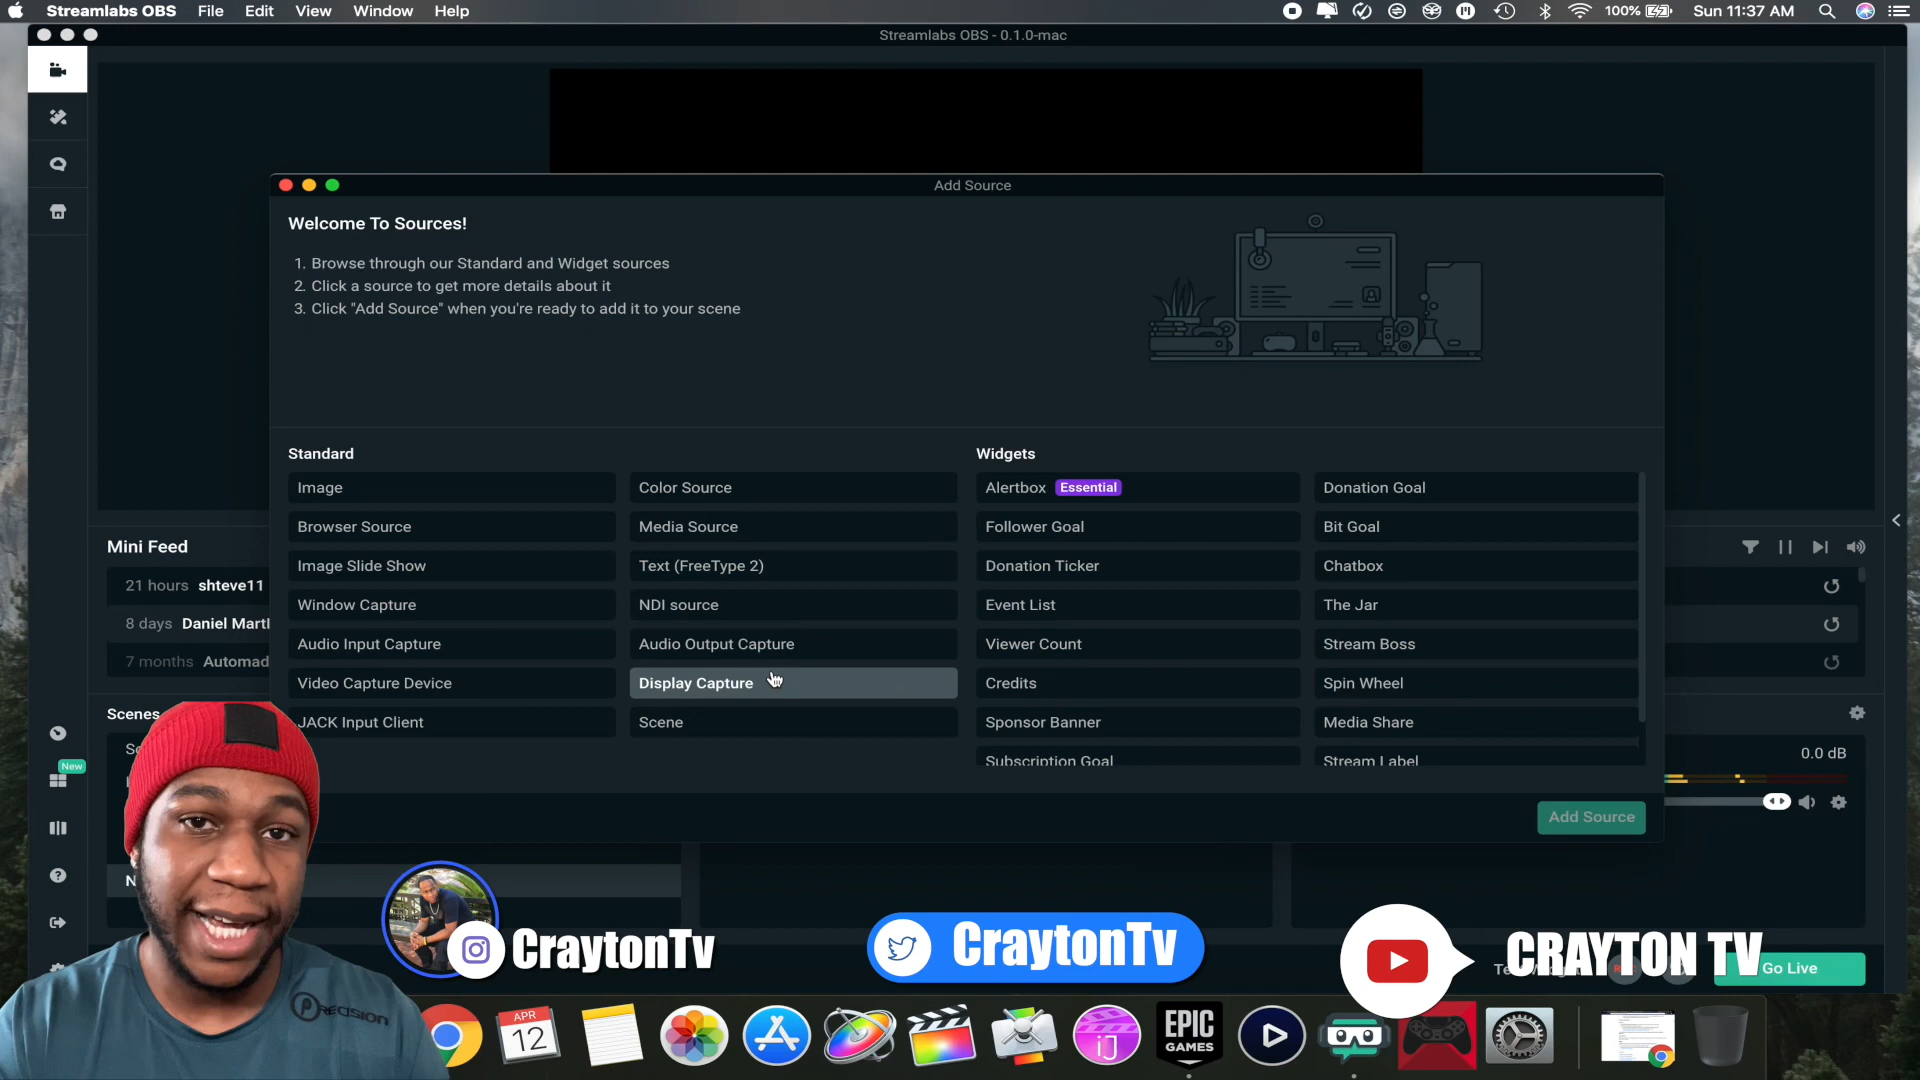 Streamlabs OBS File Edit View Window Help 100% Sun 11:37 AM
Streamlabs OBS - 0.1.0-mac
Add Source
Welcome To Sources!
1. Browse through our Standard and Widget sources
2. Click a source to get more details about it
3. Click "Add Source" when you're ready to add it to your scene
Standard
Image
Color Source
Browser Source
Media Source
Image Slide Show
Text (FreeType 2)
Window Capture
NDI source
Audio Input Capture
Audio Output Capture
Video Capture Device
Display Capture
JACK Input Client
Scene
Widgets
Alertbox Essential
Donation Goal
Follower Goal
Bit Goal
Donation Ticker
Chatbox
Event List
The Jar
Viewer Count
Stream Boss
Credits
Spin Wheel
Sponsor Banner
Media Share
Subscription Goal
Stream Label
Add Source
Mini Feed
21 hours shteve11
8 days Daniel Martl
7 months Automad
Scenes
New
0.0 dB
Go Live
CraytonTv
CraytonTv
CRAYTON TV
PRECISION
APR
12
EPIC
GAMES